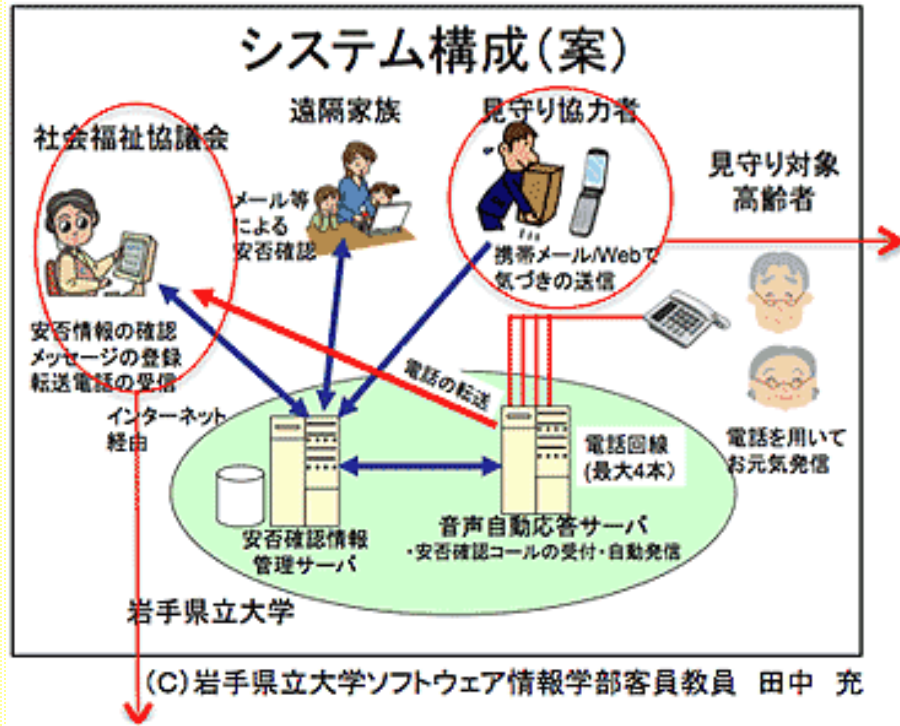 システム構成(案)
社会福祉協議会
遠隔家族
見守り協力者
見守り対象
高齢者
メール等
による
安否確認
携帯メール/Webで
気づきの送信
安否情報の確認
メッセージの登録
転送電話の受信
インターネット
経由
電話の転送
電話回線
(最大4本)
電話を用いて
お元気発信
安否確認情報
管理サーバ
音声自動応答サーバ
・安否確認コールの受付・自動発信
岩手県立大学
(C)岩手県立大学ソフトウェア情報学部客員教員 田中 充